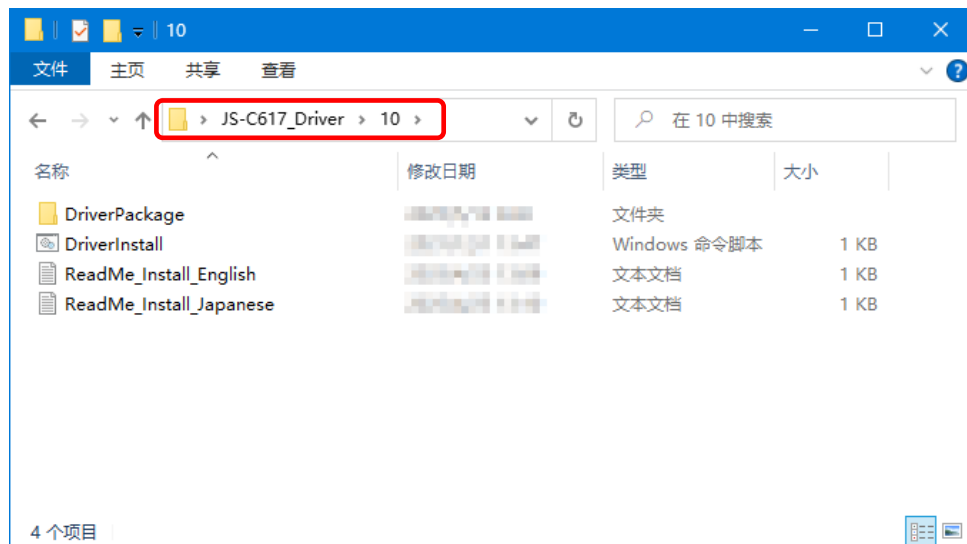 10
文件 主页 共享 查看
JS-C617_Driver 10 在 10 中搜索
名称 修改日期 类型 大小
DriverPackage 文件夹
DriverInstall Windows 命令脚本 1 KB
ReadMe_Install_English 文本文档 1 KB
ReadMe_Install_Japanese 文本文档 1 KB
4 个项目